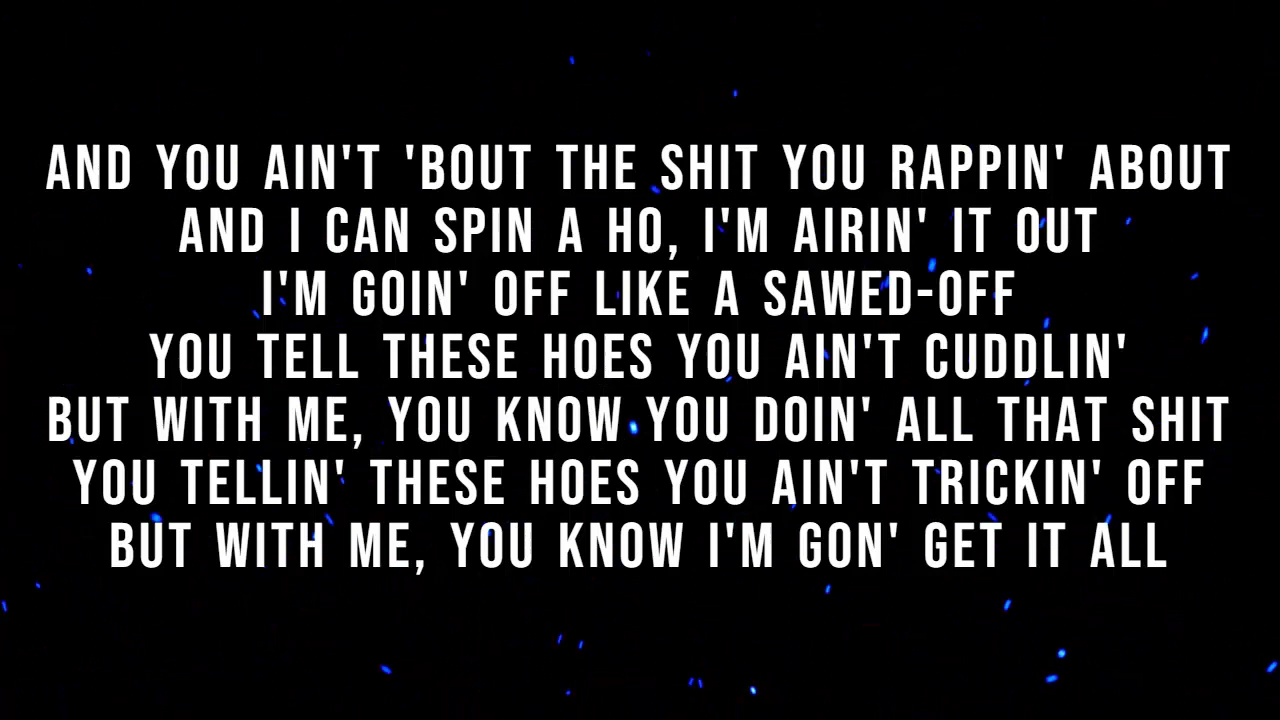 AND YOU AIN'T 'BOUT THE SHIT YOU RAPPIN' ABOUT
AND I CAN SPIN A HO, I'M AIRIN' IT OUT
I'M GOIN' OFF LIKE A SAWED-OFF
YOU TELL THESE HOES YOU AIN'T CUDDLIN'
BUT WITH ME, YOU KNOW YOU DOIN' ALL THAT SHIT
YOU TELLIN' THESE HOES YOU AIN'T TRICKIN' OFF
BUT WITH ME, YOU KNOW I'M GON' GET IT ALL